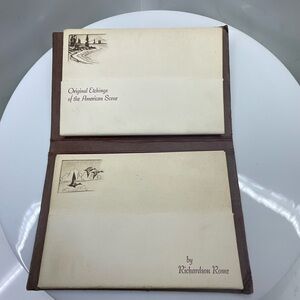 Original Etchings
of the American Scene
by
Richardson Rome